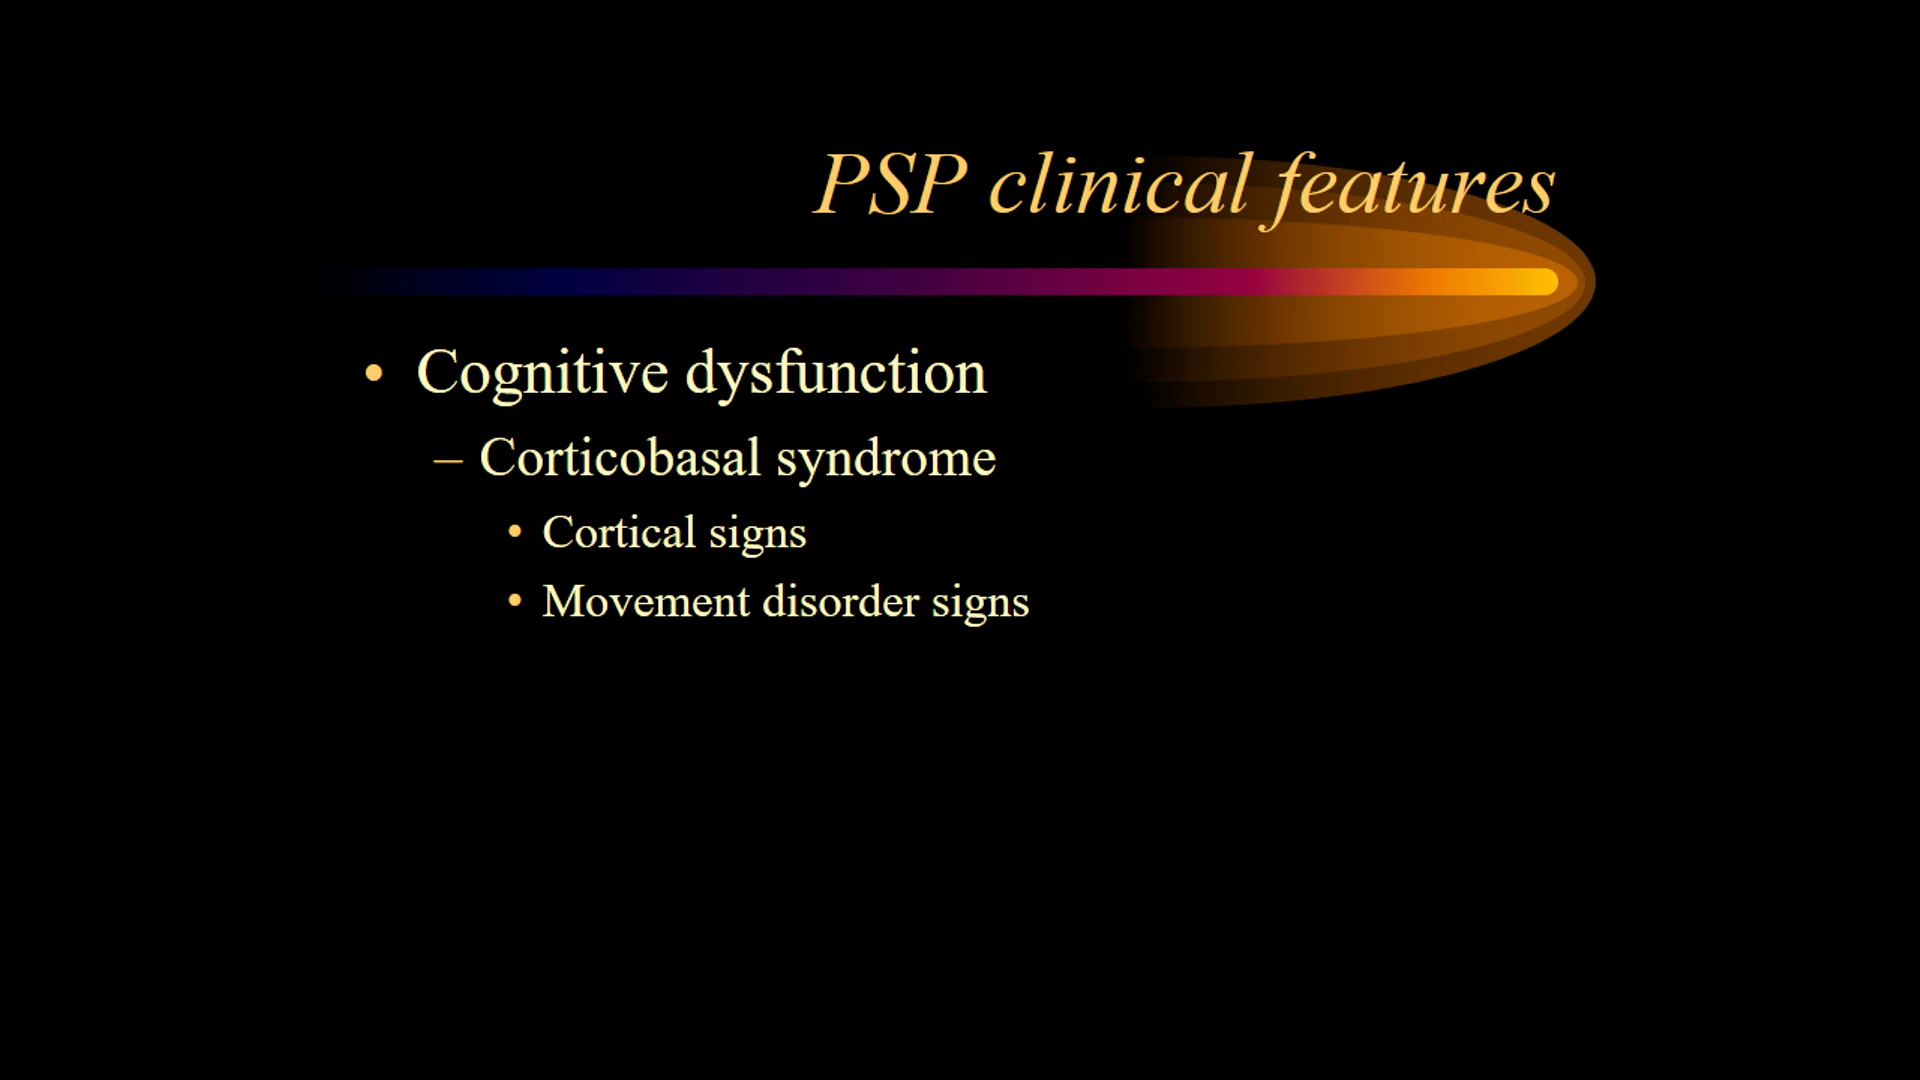 PSP clinical features
• Cognitive dysfunction
– Corticobasal syndrome
• Cortical signs
• Movement disorder signs